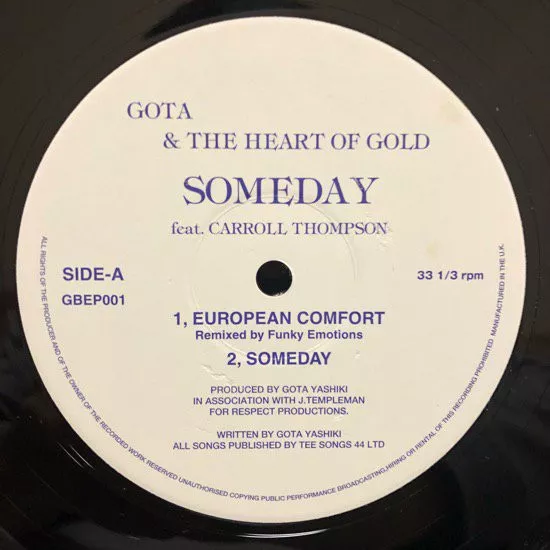 GOTA
& THE HEART OF GOLD
SOMEDAY
feat. CARROLL THOMPSON
SIDE-A
GBEP001
33 1/3 rpm
1, EUROPEAN COMFORT
Remixed by Funky Emotions
2, SOMEDAY
PRODUCED BY GOTA YASHIKI
IN ASSOCIATION WITH J.TEMPLEMAN
FOR RESPECT PRODUCTIONS.
WRITTEN BY GOTA YASHIKI
ALL SONGS PUBLISHED BY TEE SONGS 44 LTD
ALL RIGHTS OF THE PRODUCER AND OF THE OWNER OF THE RECORDED WORK RESERVED UNAUTHORISED COPYING PUBLIC PERFORMANCE BROADCASTING,HIRING OR RENTAL OF THIS RECORDING PROHIBITED MANUFACTURED IN THE U.K.